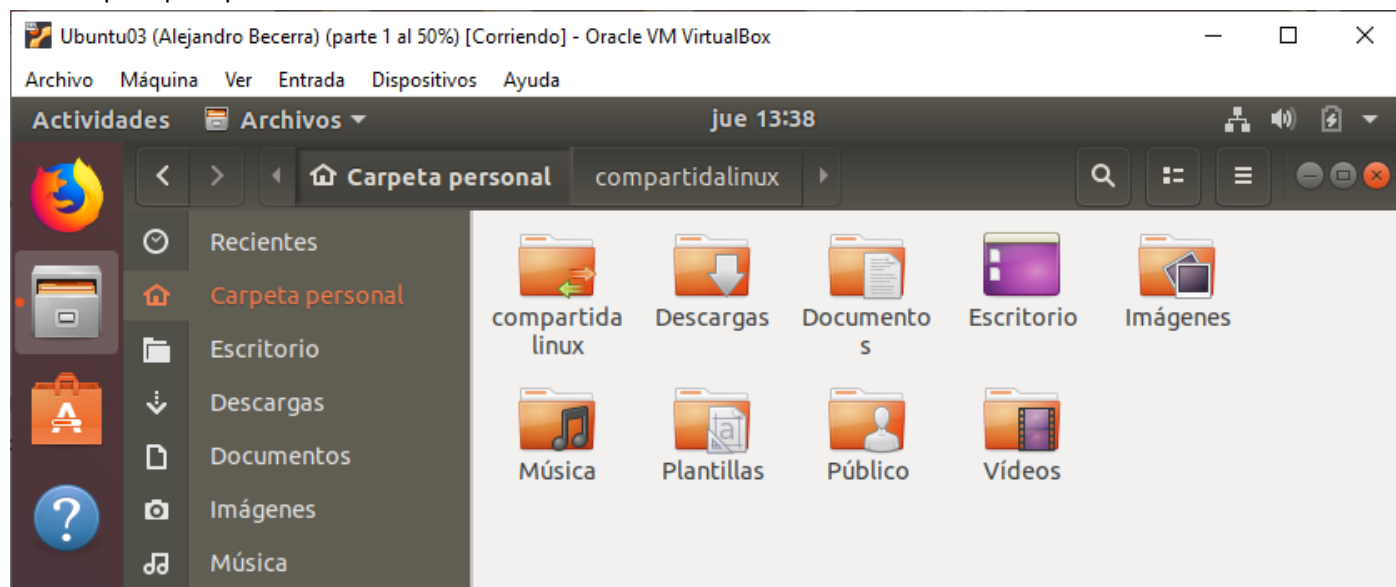 Ubuntu03 (Alejandro Becerra) (parte 1 al 50%) [Corriendo] - Oracle VM VirtualBox
Archivo Máquina Ver Entrada Dispositivos Ayuda
Actividades Archivos jue 13:38
Carpeta personal compartidalinux
Recientes
Carpeta personal
Escritorio
Descargas
Documentos
Imágenes
Música
compartida Descargas Documento Escritorio Imágenes
linux s
Música Plantillas Público Vídeos